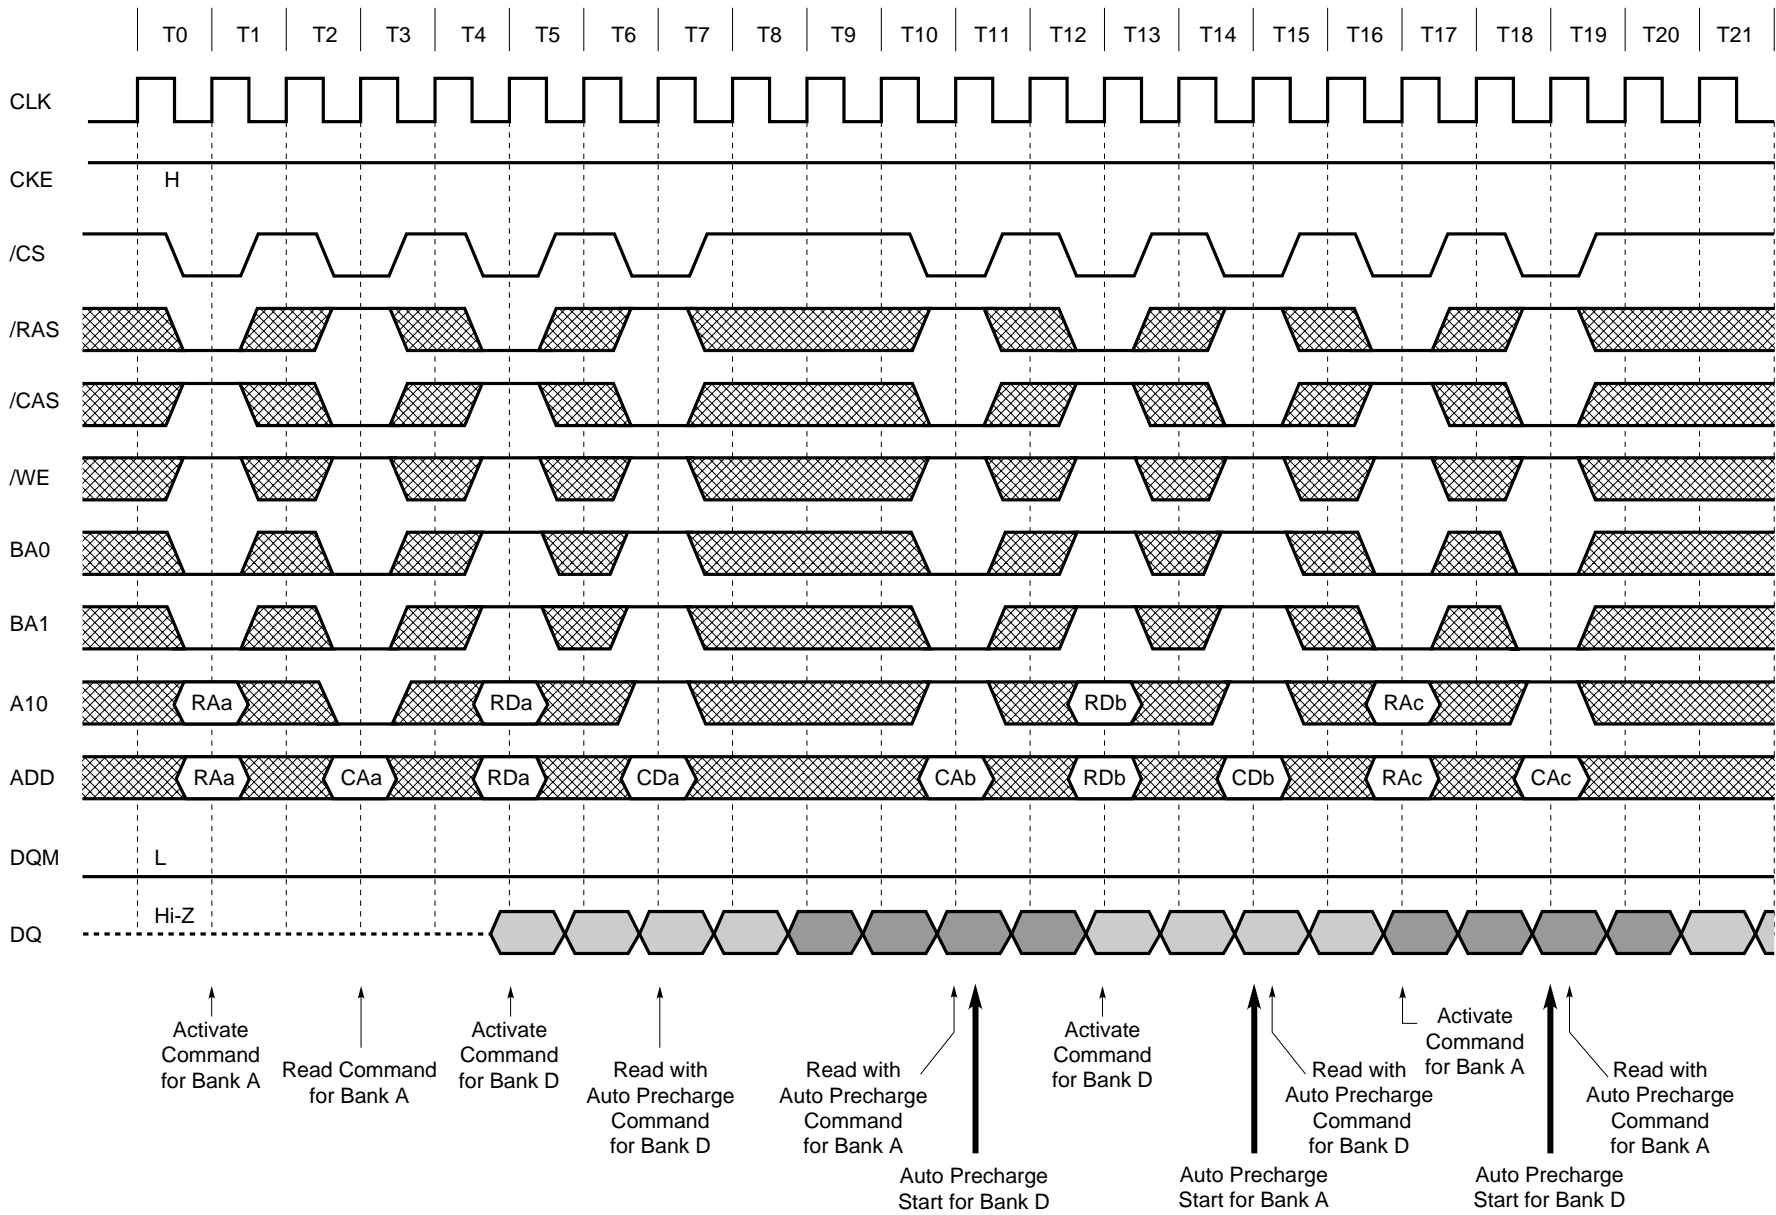 T0 T1 T2 T3 T4 T5 T6 T7 T8 T9 T10 T11 T12 T13 T14 T15 T16 T17 T18 T19 T20 T21
CLK
CKE H
/CS
/RAS
/CAS
/WE
BA0
BA1
A10 RAa RDa RDb RAc
ADD RAa CAa RDa CDa CAb RDb CDb RAc CAc
DQM L
DQ Hi-Z
Activate
Command
for Bank A
Read Command
for Bank A
Activate
Command
for Bank D
Read with
Auto Precharge
Command
for Bank D
Read with
Auto Precharge
Command
for Bank A
Auto Precharge
Start for Bank D
Activate
Command
for Bank D
Auto Precharge
Start for Bank A
Read with
Auto Precharge
Command
for Bank D
Activate
Command
for Bank A
Auto Precharge
Start for Bank D
Read with
Auto Precharge
Command
for Bank A